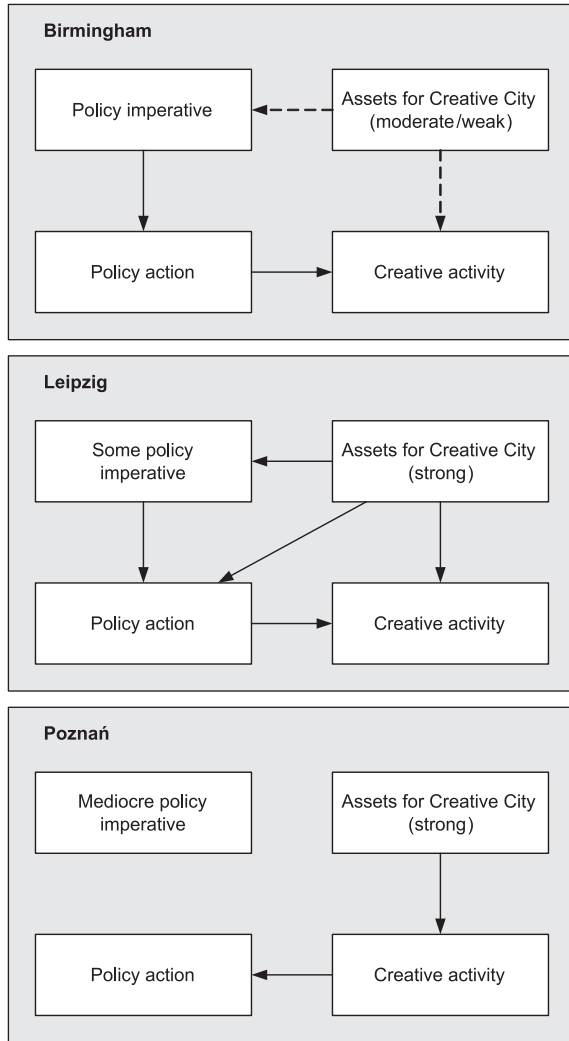 Birmingham
Policy imperative
Assets for Creative City
(moderate/weak)
Policy action
Creative activity
Leipzig
Some policy
imperative
Assets for Creative City
(strong)
Policy action
Creative activity
Poznań
Mediocre policy
imperative
Assets for Creative City
(strong)
Policy action
Creative activity